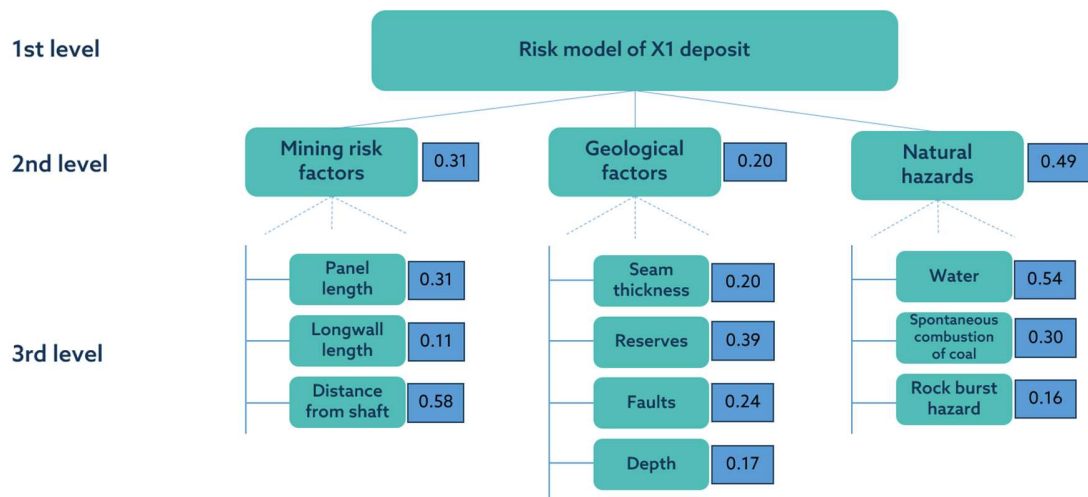 1st level
Risk model of X1 deposit
2nd level
Mining risk
factors
0.31
Geological
factors
0.20
Natural
hazards
0.49
3rd level
Panel
length
0.31
Longwall
length
0.11
Distance
from shaft
0.58
Seam
thickness
0.20
Reserves
0.39
Faults
0.24
Depth
0.17
Water
0.54
Spontaneous
combustion
of coal
0.30
Rock burst
hazard
0.16